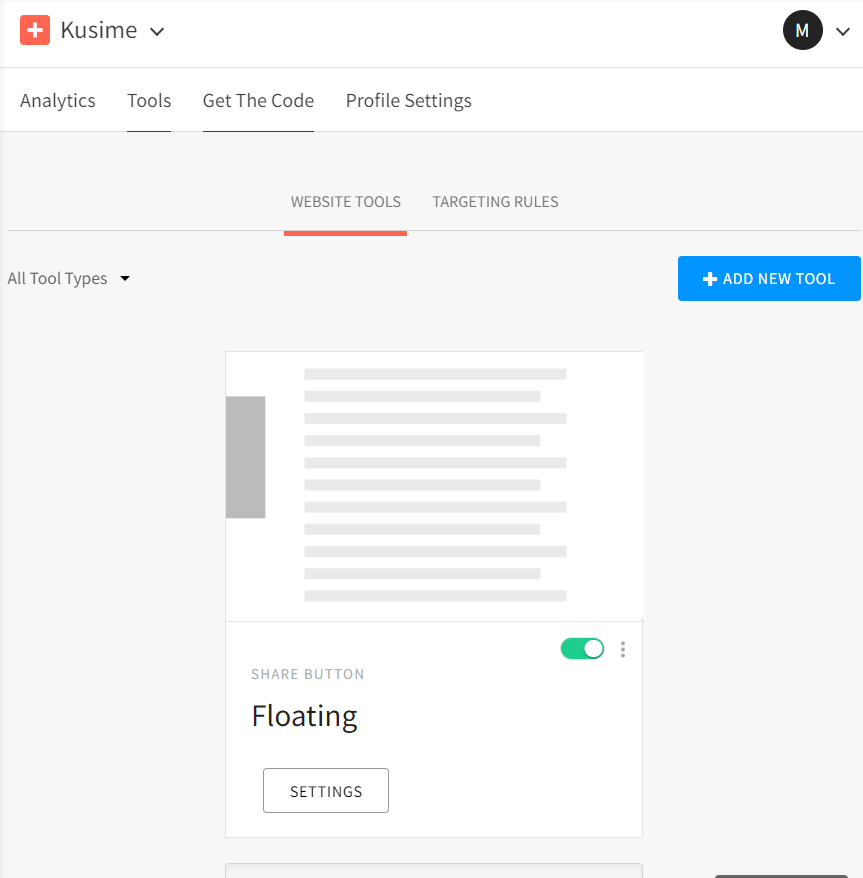 Kusime
M
Analytics Tools Get The Code Profile Settings
WEBSITE TOOLS TARGETING RULES
All Tool Types
ADD NEW TOOL
SHARE BUTTON
Floating
SETTINGS